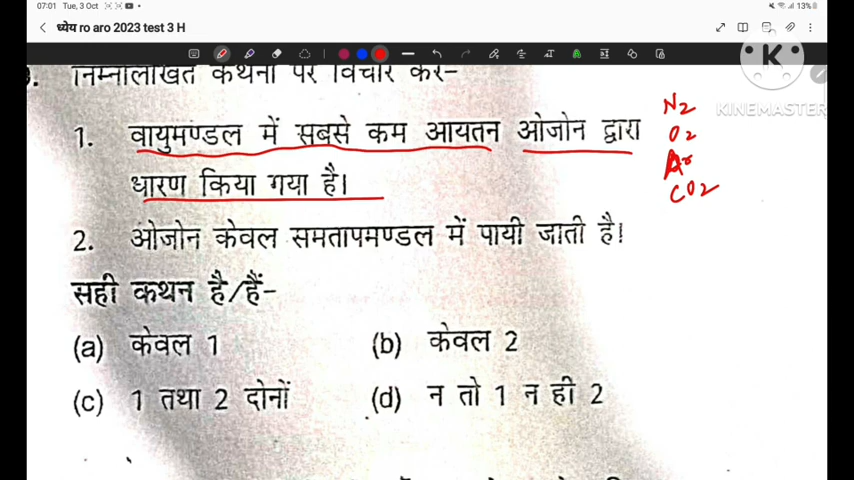 07:01 Tue, 3 Oct
13%
ध्येय ro aro 2023 test 3 H
K
KINEMASTER
निम्नलिखित कथनों पर विचार करें–
1. वायुमण्डल में सबसे कम आयतन ओजोन द्वारा
धारण किया गया है।
N2
O2
Ar
CO2
2. ओजोन केवल समतापमण्डल में पायी जाती है।
सही कथन है/हैं-
(a) केवल 1
(b) केवल 2
(c) 1 तथा 2 दोनों
(d) न तो 1 न ही 2